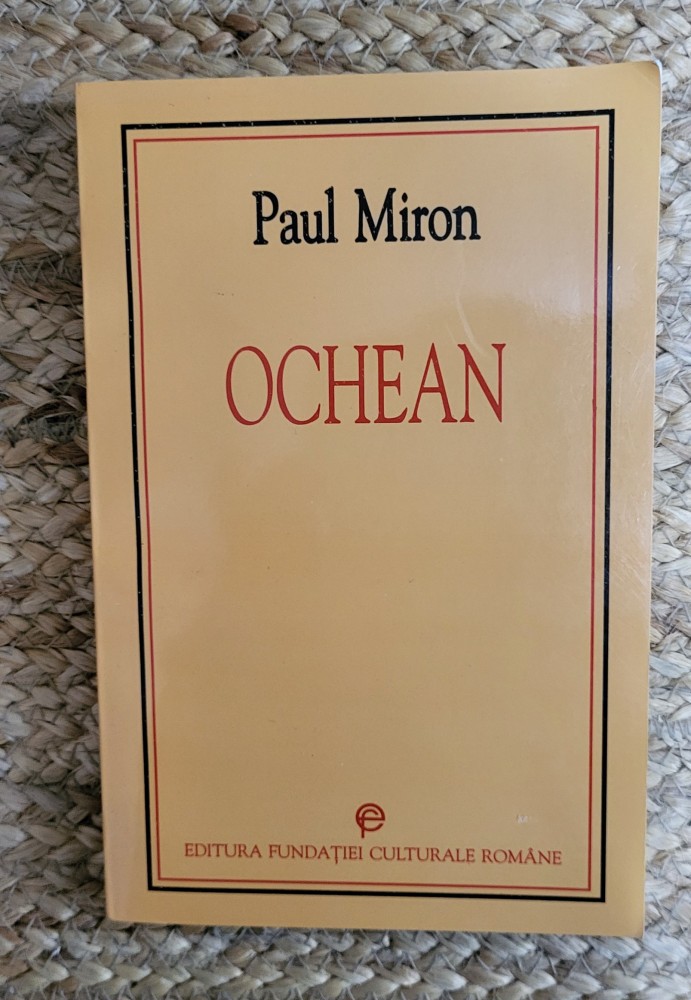 Paul Miron
OCHEAN
EDITURA FUNDAȚIEI CULTURALE ROMÂNE